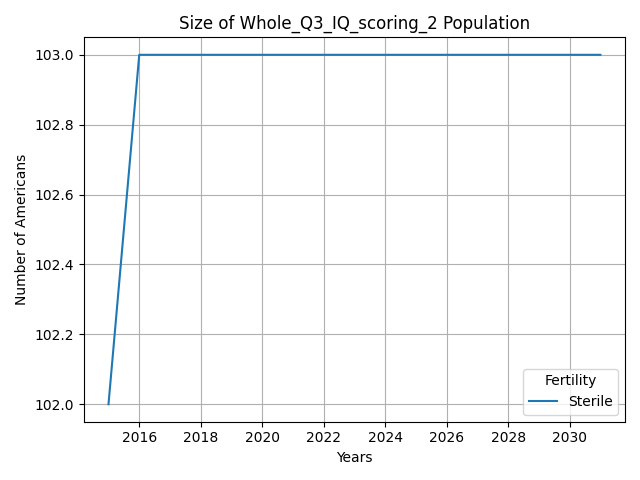 Size of Whole_Q3_IQ_scoring_2 Population
103.0
102.8
102.6
102.4
102.2
102.0
Number of Americans
Fertility
Sterile
2016 2018 2020 2022 2024 2026 2028 2030
Years